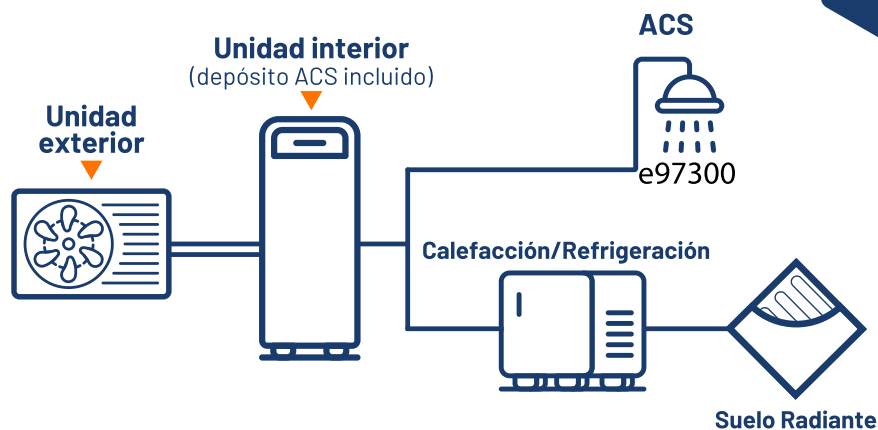 ACS
Unidad interior
(depósito ACS incluido)
Unidad
exterior
e97300
Calefacción/Refrigeración
Suelo Radiante